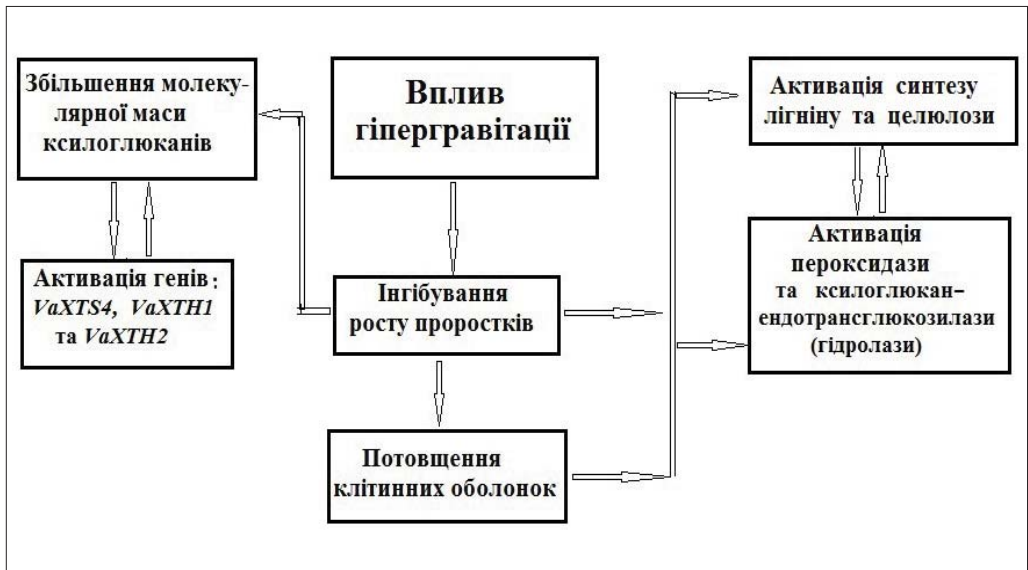 Збільшення молеку-
лярної маси
ксилоглюканів
Вплив
гіпергравітації
Активація синтезу
лігніну та целюлози
Активація генів:
VaXTS4, VaXTH1
та VaXTH2
Інгібування
росту проростків
Активація
пероксидази
та ксилоглюкан-
ендотрансглюкозилази
(гідролази)
Потовщення
клітинних оболонок